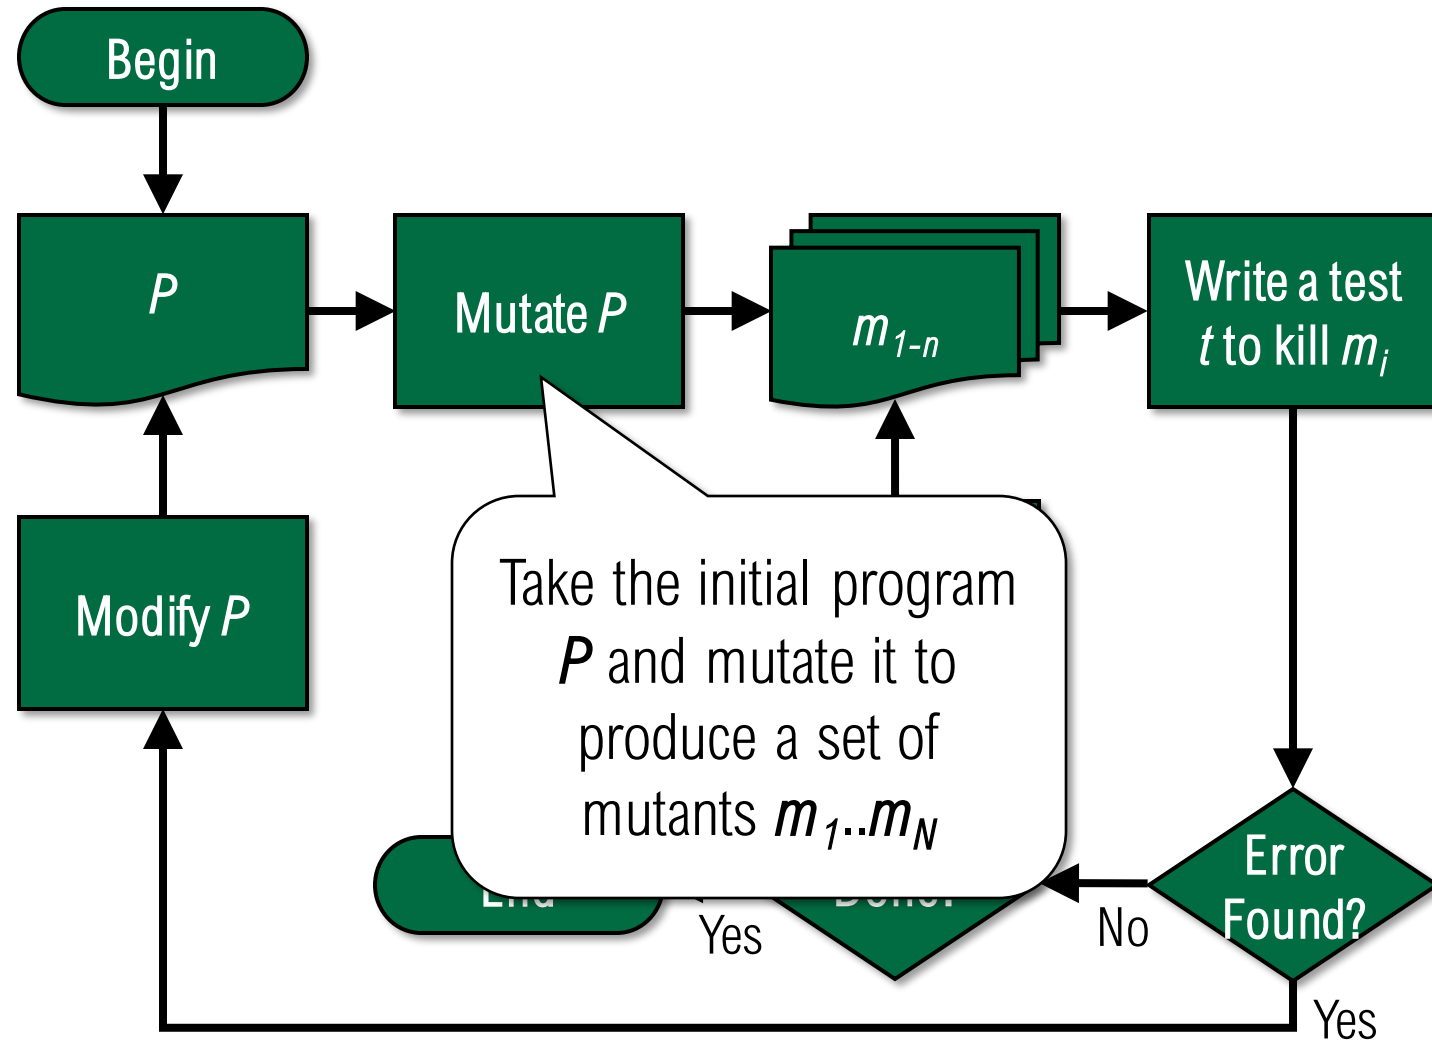 Begin
P
Mutate P
m1-n
Write a test
t to kill mi
Modify P
Take the initial program
P and mutate it to
produce a set of
mutants m1..mN
Error
Found?
End
Yes
No
Yes